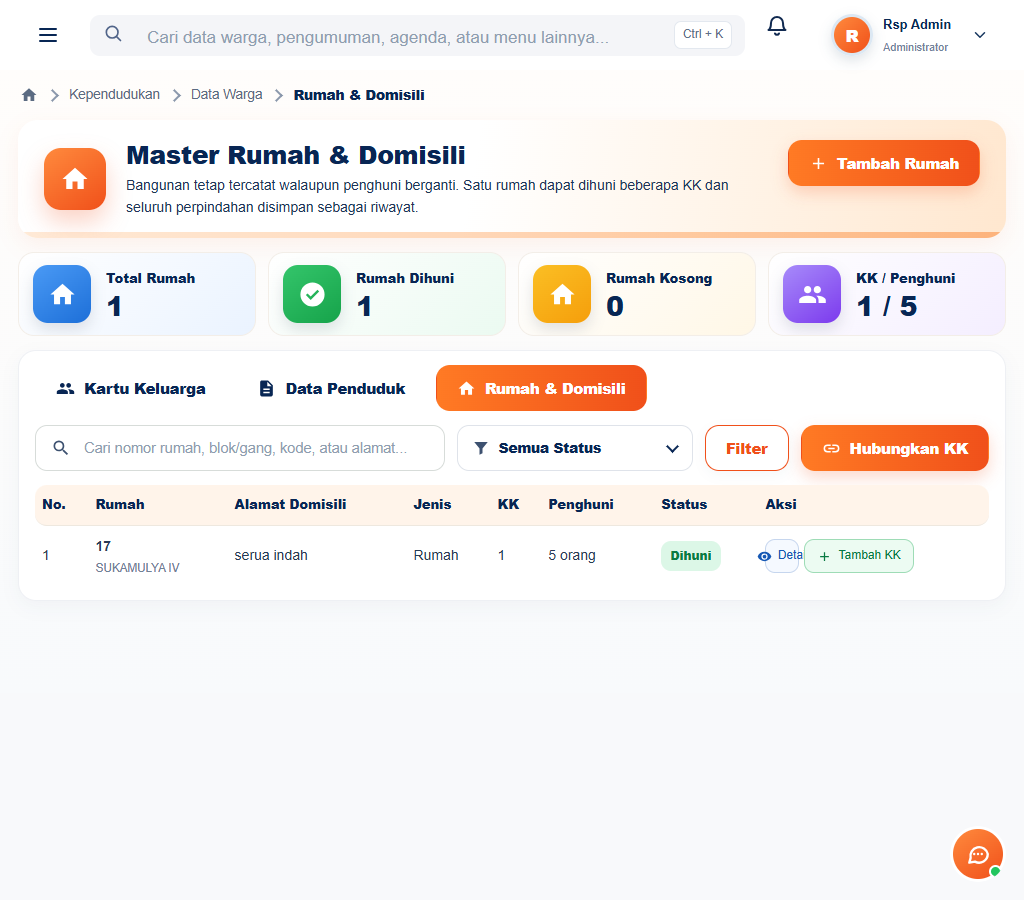 Cari data warga, pengumuman, agenda, atau menu lainnya...
Ctrl + K
R
Rsp Admin
Administrator
Kependudukan
Data Warga
Rumah & Domisili
Master Rumah & Domisili
Bangunan tetap tercatat walaupun penghuni berganti. Satu rumah dapat dihuni beberapa KK dan
seluruh perpindahan disimpan sebagai riwayat.
+ Tambah Rumah
Total Rumah
1
Rumah Dihuni
1
Rumah Kosong
0
KK / Penghuni
1 / 5
Kartu Keluarga
Data Penduduk
Rumah & Domisili
Cari nomor rumah, blok/gang, kode, atau alamat...
Semua Status
Filter
Hubungkan KK
No. Rumah Alamat Domisili Jenis KK Penghuni Status Aksi
1 17 serua indah Rumah 1 5 orang Dihuni Deta + Tambah KK
SUKAMULYA IV